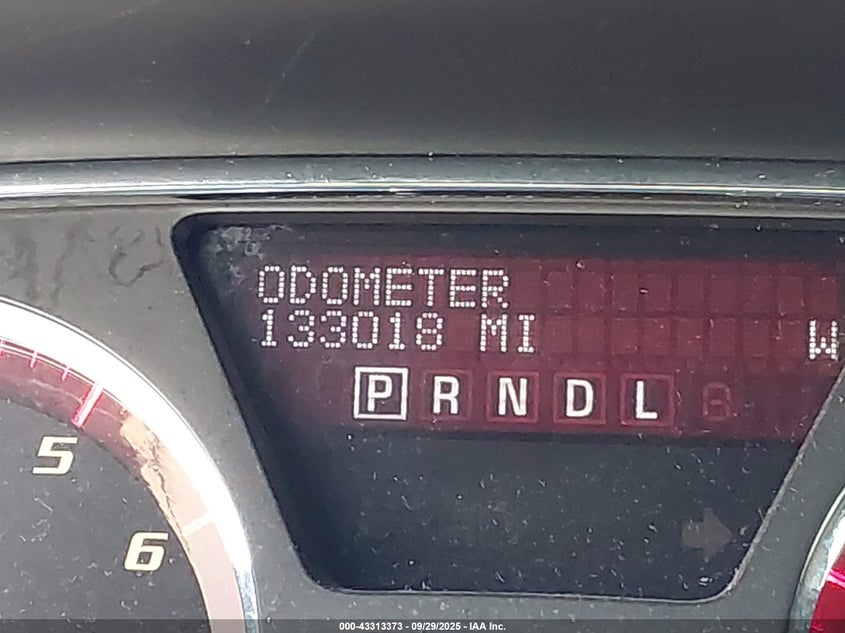 ODOMETER
133018 MI W
P R N D L
5
6
000-43313373 - 09/29/2025 - IAA Inc.